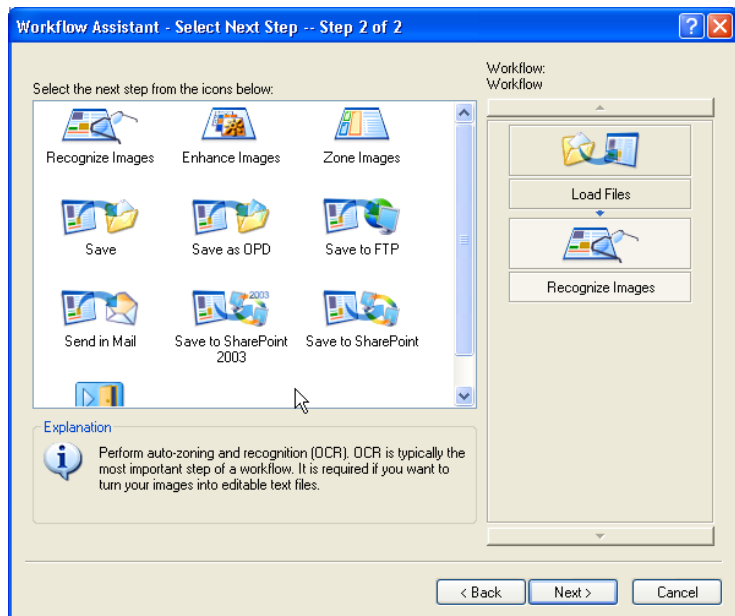 Workflow Assistant - Select Next Step -- Step 2 of 2
Select the next step from the icons below:
Recognize Images
Enhance Images
Zone Images
Save
Save as OPD
Save to FTP
2003
Send in Mail
Save to SharePoint
2003
Save to SharePoint
Explanation
Perform auto-zoning and recognition (OCR). OCR is typically the
most important step of a workflow. It is required if you want to
turn your images into editable text files.
Workflow:
Workflow
Load Files
Recognize Images
< Back
Next >
Cancel